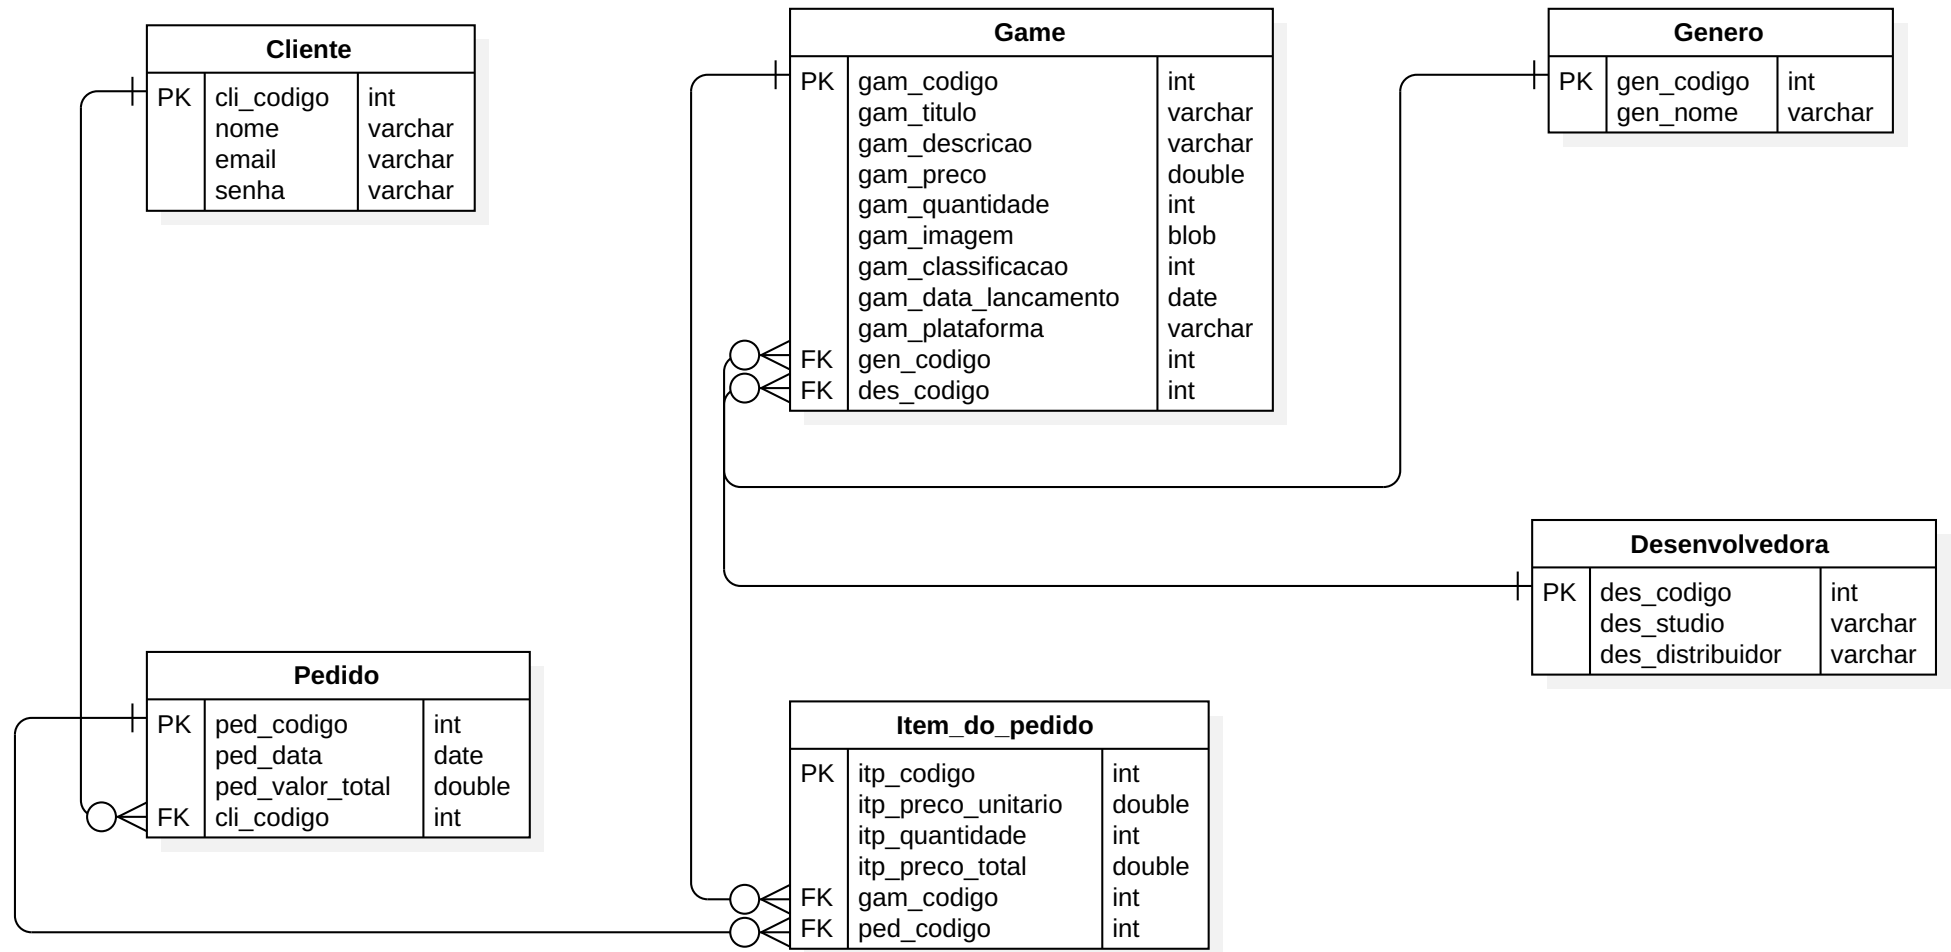 Cliente
PK cli_codigo int
nome varchar
email varchar
senha varchar
Game
PK gam_codigo int
gam_titulo varchar
gam_descricao varchar
gam_preco double
gam_quantidade int
gam_imagem blob
gam_classificacao int
gam_data_lancamento date
gam_plataforma varchar
FK gen_codigo int
FK des_codigo int
Genero
PK gen_codigo int
gen_nome varchar
Desenvolvedora
PK des_codigo int
des_studio varchar
des_distribuidor varchar
Pedido
PK ped_codigo int
ped_data date
ped_valor_total double
FK cli_codigo int
Item_do_pedido
PK itp_codigo int
itp_preco_unitario double
itp_quantidade int
itp_preco_total double
FK gam_codigo int
FK ped_codigo int